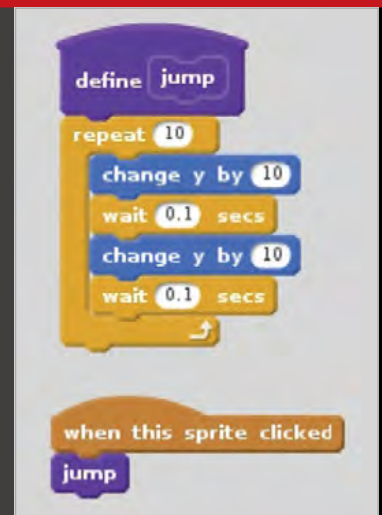 define jump
repeat 10
change y by 10
wait 0.1 secs
change y by 10
wait 0.1 secs
when this sprite clicked
jump